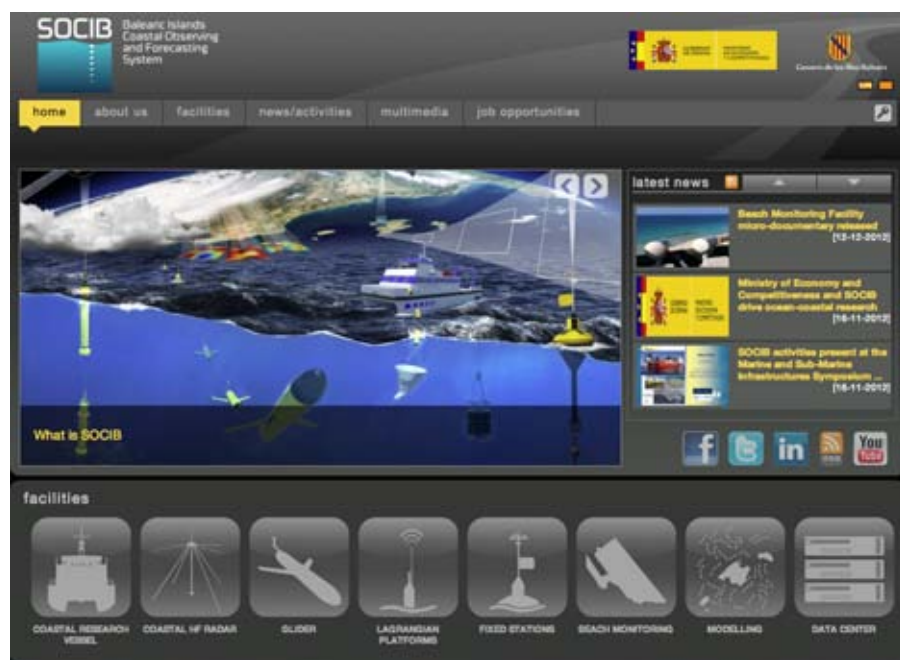 SOCIB
Balearic Islands
Coastal Observing
and Forecasting
System
home
about us
facilities
news/activities
multimedia
job opportunities
What is SOCIB
latest news
Beach Monitoring Facility
micro-documentary released
[12-12-2012]
Ministry of Economy and
Competitiveness and SOCIB
drive ocean-coastal research
[16-11-2012]
SOCIB activities present at the
Marine and Sub-Marine
Infrastructures Symposium ...
[16-11-2012]
You
Tube
facilities
COASTAL RESEARCH
VESSEL
COASTAL HF RADAR
GLIDER
LAGRANGIAN
PLATFORMS
FIXED STATIONS
BEACH MONITORING
MODELLING
DATA CENTER